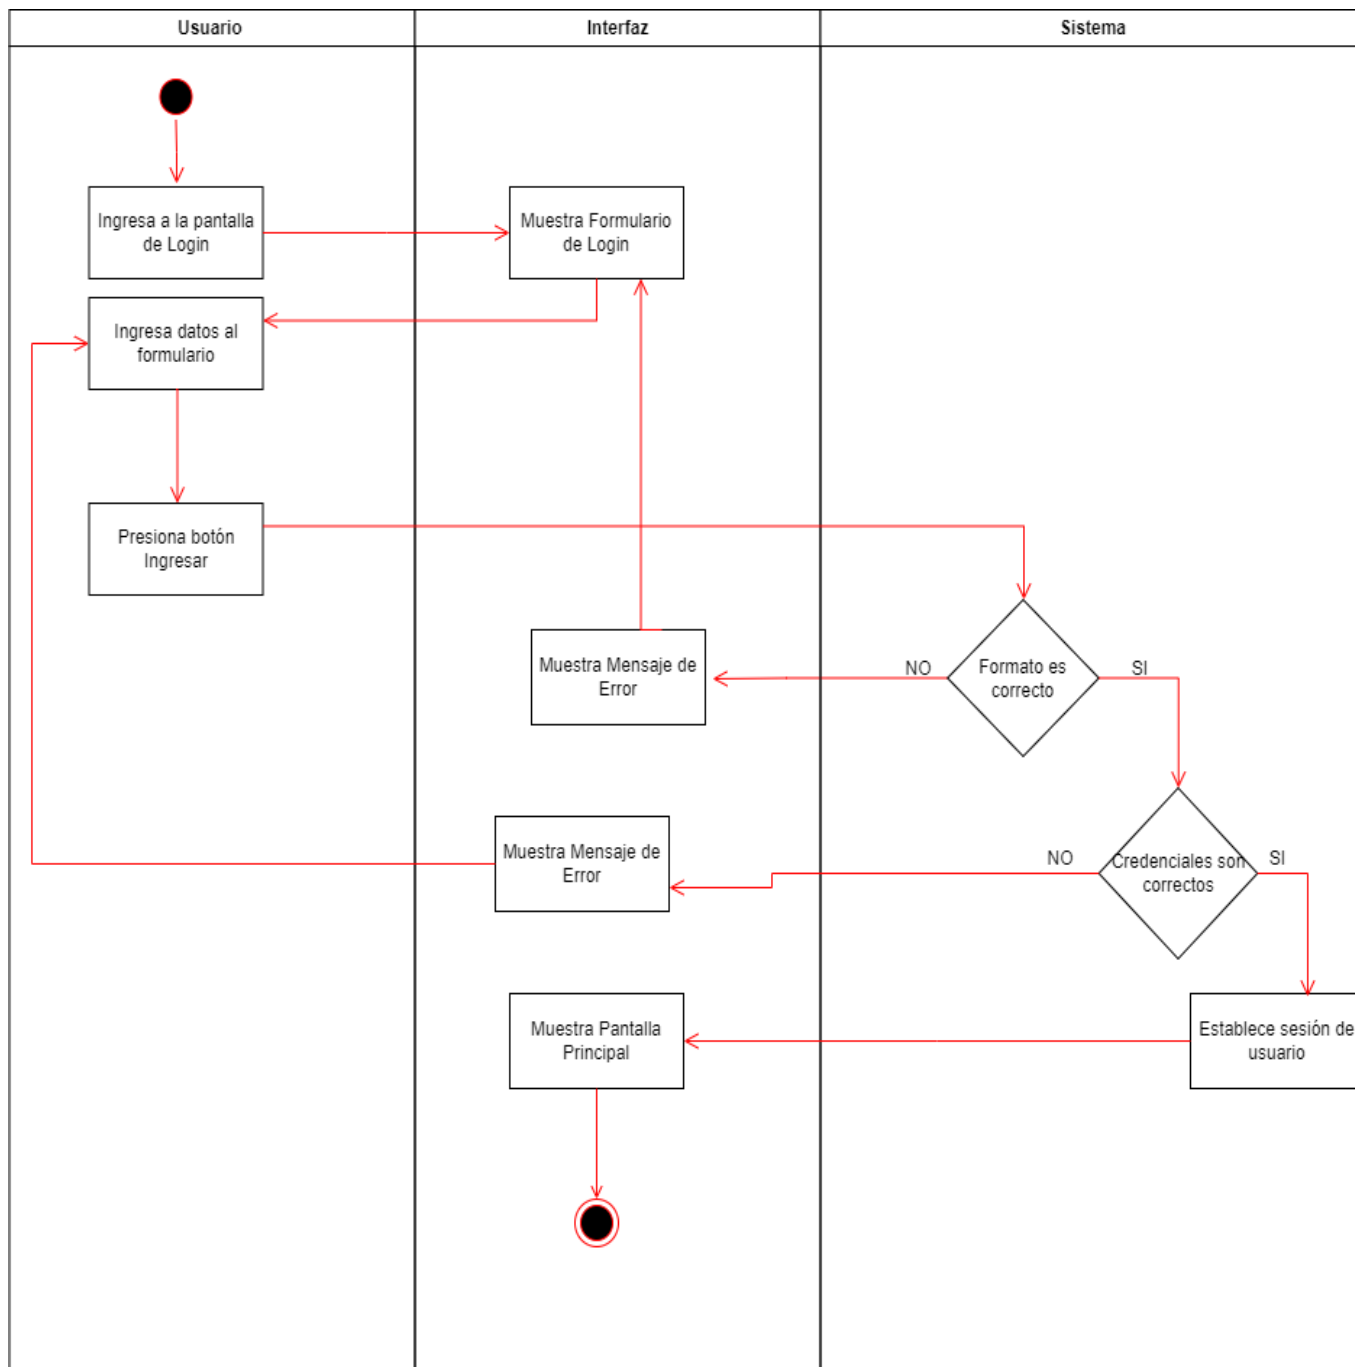 Usuario
Interfaz
Sistema
Ingresa a la pantalla
de Login
Muestra Formulario
de Login
Ingresa datos al
formulario
Presiona botón
Ingresar
Muestra Mensaje de
Error
NO
Formato es
correcto
SI
Muestra Mensaje de
Error
NO
Credenciales son
correctos
SI
Muestra Pantalla
Principal
Establece sesión de
usuario